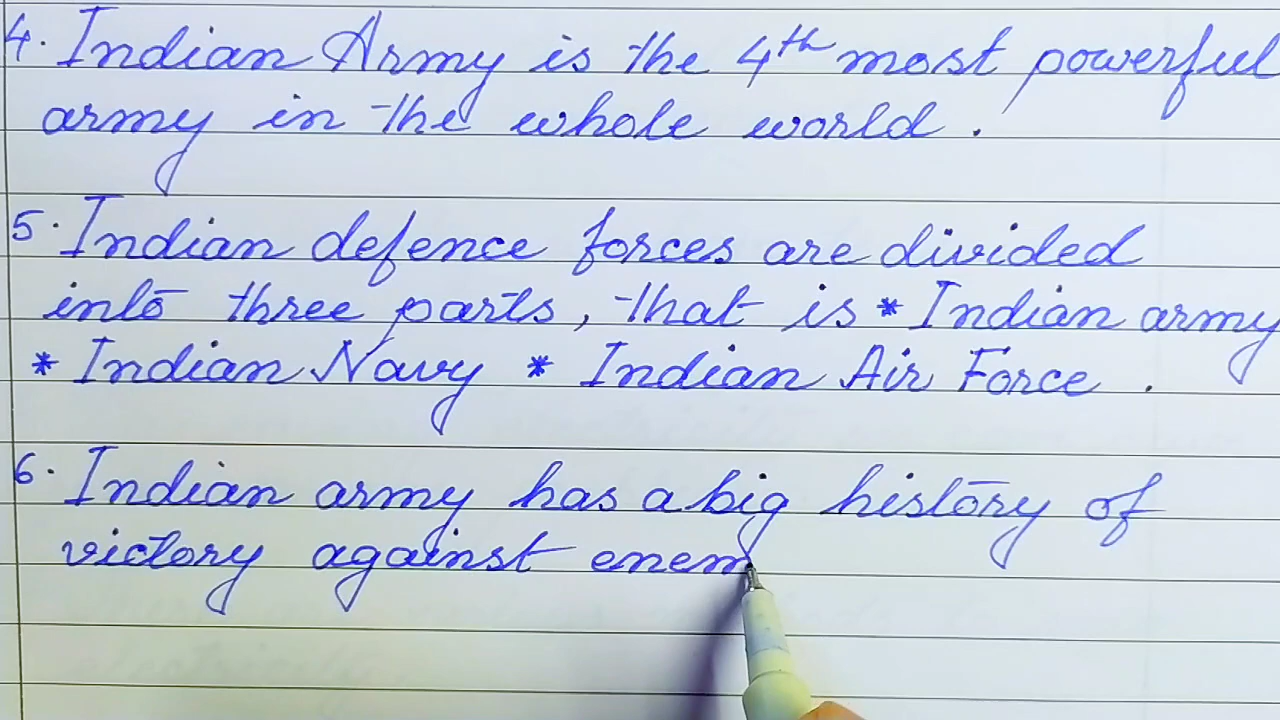 4. Indian Army is the 4th most powerful
army in the whole world.
5. Indian defence forces are divided
into three parts, that is * Indian army
* Indian Navy * Indian Air Force.
6. Indian army has a big history of
victory against enem